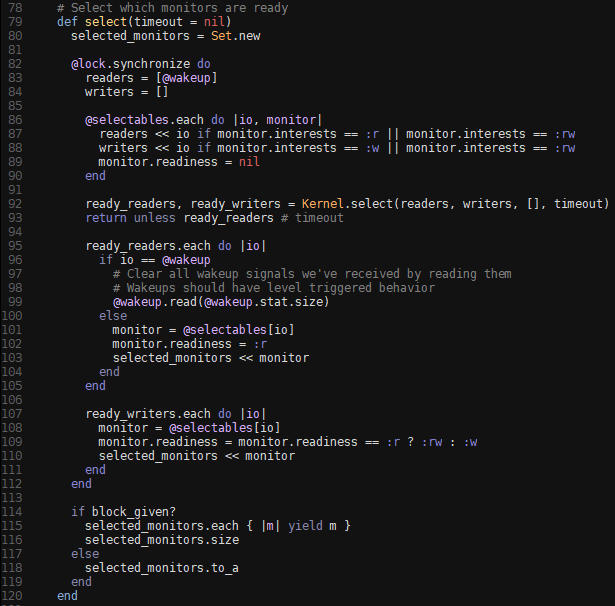 78 # Select which monitors are ready
79 def select(timeout = nil)
80 selected_monitors = Set.new
81
82 @lock.synchronize do
83 readers = [@wakeup]
84 writers = []
85
86 @selectables.each do |io, monitor|
87 readers << io if monitor.interests == :r || monitor.interests == :rw
88 writers << io if monitor.interests == :w || monitor.interests == :rw
89 monitor.readiness = nil
90 end
91
92 ready_readers, ready_writers = Kernel.select(readers, writers, [], timeout)
93 return unless ready_readers # timeout
94
95 ready_readers.each do |io|
96 if io == @wakeup
97 # Clear all wakeup signals we've received by reading them
98 # Wakeups should have level triggered behavior
99 @wakeup.read(@wakeup.stat.size)
100 else
101 monitor = @selectables[io]
102 monitor.readiness = :r
103 selected_monitors << monitor
104 end
105 end
106
107 ready_writers.each do |io|
108 monitor = @selectables[io]
109 monitor.readiness = monitor.readiness == :r ? :rw : :w
110 selected_monitors << monitor
111 end
112 end
113
114 if block_given?
115 selected_monitors.each { |m| yield m }
116 selected_monitors.size
117 else
118 selected_monitors.to_a
119 end
120 end